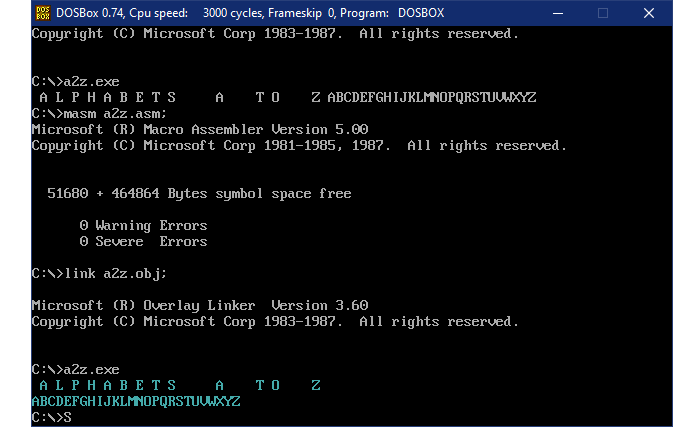 DOS BOX DOSBox 0.74, Cpu speed: 3000 cycles, Frameskip 0, Program: DOSBOX
Copyright (C) Microsoft Corp 1983-1987. All rights reserved.
C:\>a2z.exe
A L P H A B E T S A T O Z ABCDEFGHIJKLMNOPQRSTUVWXYZ
C:\>masm a2z.asm;
Microsoft (R) Macro Assembler Version 5.00
Copyright (C) Microsoft Corp 1981-1985, 1987. All rights reserved.
51680 + 464864 Bytes symbol space free
0 Warning Errors
0 Severe Errors
C:\>link a2z.obj;
Microsoft (R) Overlay Linker Version 3.60
Copyright (C) Microsoft Corp 1983-1987. All rights reserved.
C:\>a2z.exe
A L P H A B E T S A T O Z
ABCDEFGHIJKLMNOPQRSTUVWXYZ
C:\>S